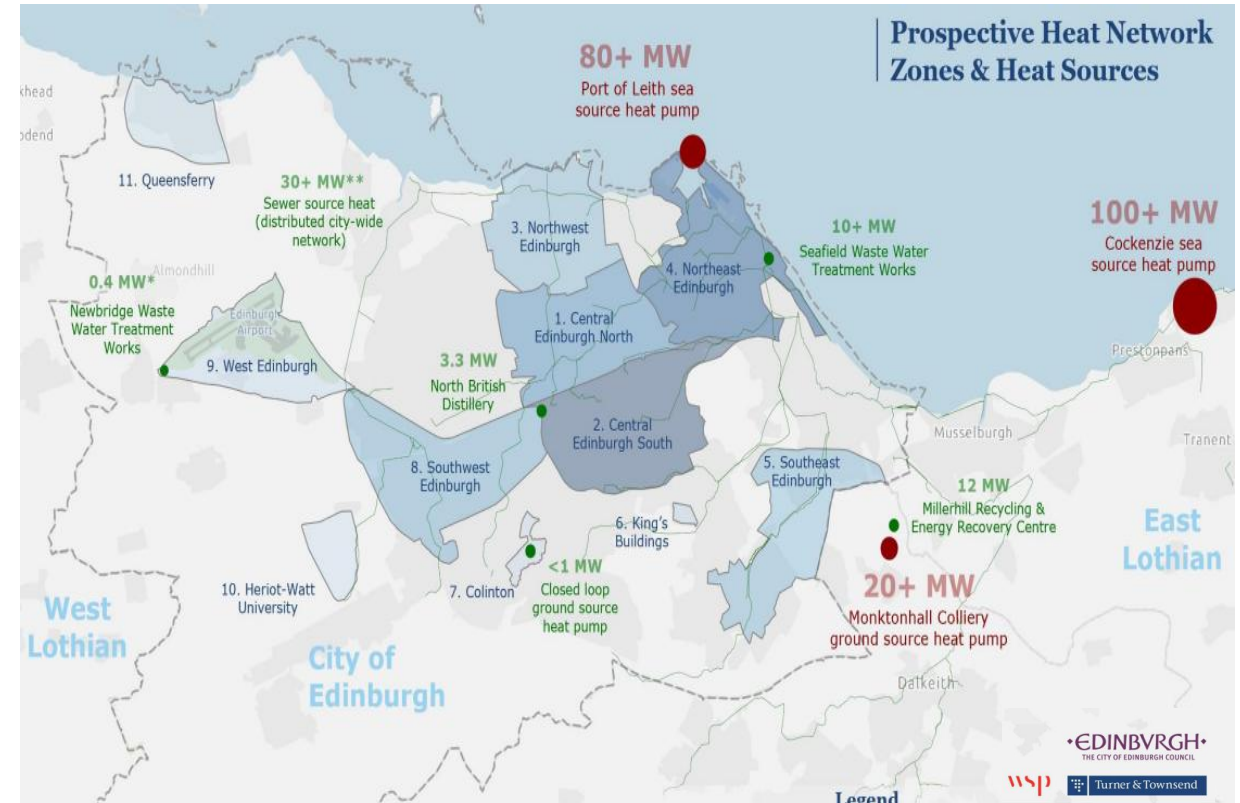 Prospective Heat Network
Zones & Heat Sources
80+ MW
Port of Leith sea
source heat pump
khead
odend
11. Queensferry
30+ MW**
Sewer source heat
(distributed city-wide
network)
3. Northwest
Edinburgh
10+ MW
Seafield Waste Water
Treatment Works
100+ MW
Cockenzie sea
source heat pump
4. Northeast
Edinburgh
0.4 MW*
Newbridge Waste
Water Treatment
Works
Almondhill
Edinburgh
Airport
9. West Edinburgh
1. Central
Edinburgh North
3.3 MW
North British
Distillery
Prestonpans
2. Central
Edinburgh South
Musselburgh
Tranent
8. Southwest
Edinburgh
5. Southeast
Edinburgh
12 MW
Millerhill Recycling &
Energy Recovery Centre
6. King's
Buildings
East
Lothian
<1 MW
Closed loop
ground source
heat pump
7. Colinton
10. Heriot-Watt
University
20+ MW
Monktonhall Colliery
ground source heat pump
West
Lothian
City of
Edinburgh
Dalkeith
•EDINBVRGH•
THE CITY OF EDINBURGH COUNCIL
wsp
Turner & Townsend
Legend